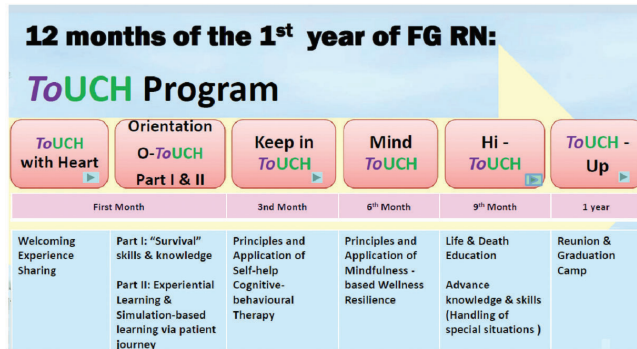 12 months of the 1st year of FG RN:
ToUCH Program
ToUCH
with Heart
Orientation
O-ToUCH
Part I & II
Keep in
ToUCH
Mind
ToUCH
Hi -
ToUCH
ToUCH -
Up
First Month
3nd Month
6th Month
9th Month
1 year
Welcoming
Experience
Sharing
Part I: “Survival”
skills & knowledge
Part II: Experiential
Learning &
Simulation-based
learning via patient
journey
Principles and
Application of
Self-help
Cognitive-
behavioural
Therapy
Principles and
Application of
Mindfulness -
based Wellness
Resilience
Life & Death
Education
Advance
knowledge & skills
(Handling of
special situations )
Reunion &
Graduation
Camp